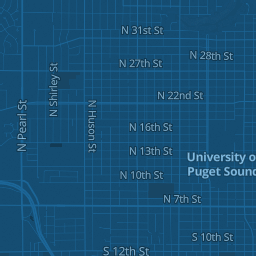 N 31st St
N 28th St
N 27th St
N Shirley St
N 22nd St
N Pearl St
N Huson St
N 16th St
N 13th St
University o
Puget Sound
N 10th St
N 7th St
S 10th St
S 12th St